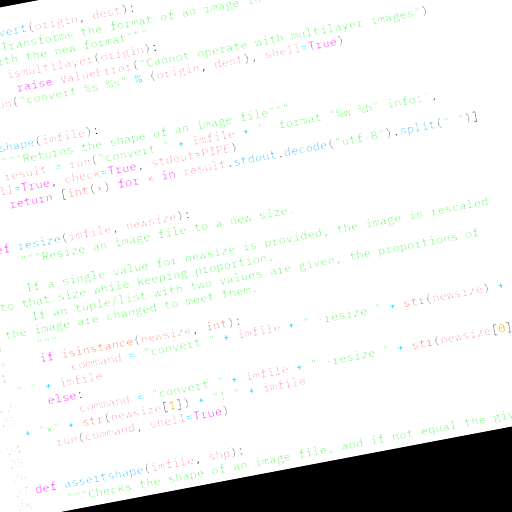 vert(origin, dest):
Transforms the format of an image
with the new format"""
ismultilayer(origin):
raise ValueError("Cannot operate with multilayer images")
run("convert %s %s" % (origin, dest), shell=True)
shape(imfile):
"""Returns the shape of an image file"""
result = run("convert " + imfile + ' -format "%w %h" info:',
shell=True, check=True, stdout=PIPE)
return [int(x) for x in result.stdout.decode("utf-8").split(" ")]
def resize(imfile, newsize):
"""Resize an image file to a new size.
If a single value for newsize is provided, the image is rescaled
to that size while keeping proportion.
If an tuple/list with two values are given, the proportions of
the image are changed to meet them.
"""
if isinstance(newsize, int):
command = "convert " + imfile + " -resize " + str(newsize) +
" " + imfile
else:
command = "convert " + imfile + " -resize " + str(newsize[0]
+ "x" + str(newsize[1]) + "! " + imfile
run(command, shell=True)
def assertshape(imfile, shp):
"""Checks the shape of an image file, and if not equal the giv